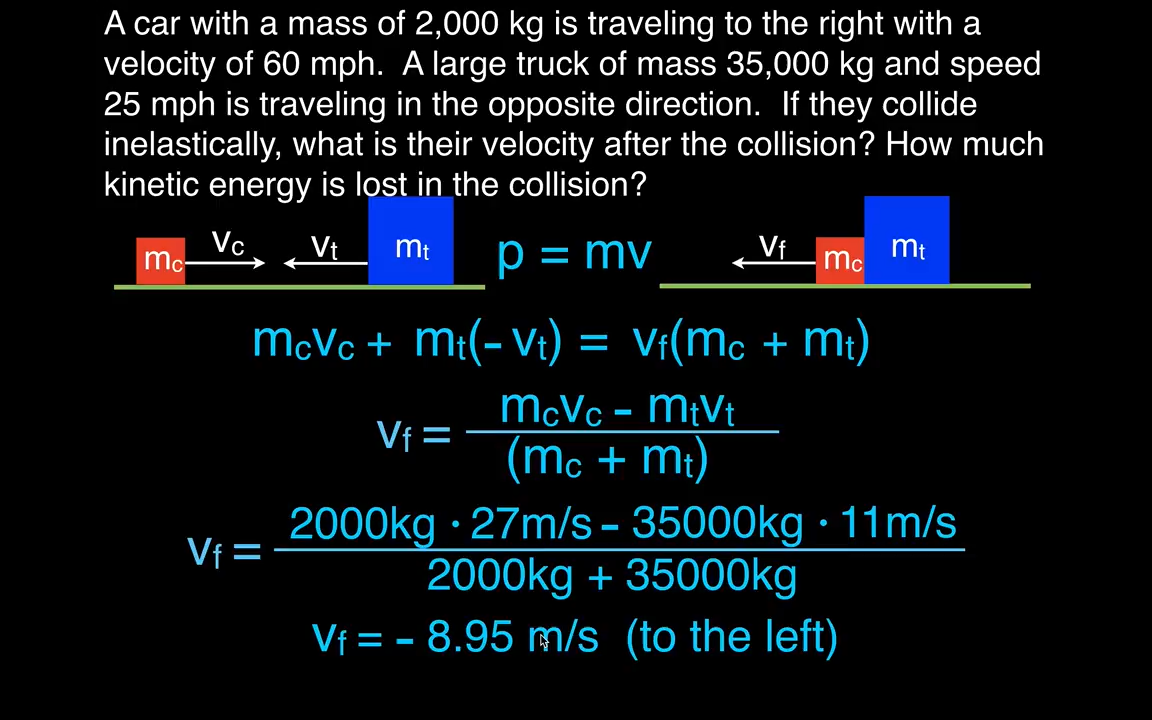 A car with a mass of 2,000 kg is traveling to the right with a
velocity of 60 mph.  A large truck of mass 35,000 kg and speed
25 mph is traveling in the opposite direction.  If they collide
inelastically, what is their velocity after the collision? How much
kinetic energy is lost in the collision?
mc vc vt mt p = mv vf mc mt
mcvc + mt(- vt) = vf(mc + mt)
vf = mcvc - mtvt
(mc + mt)
vf = 2000kg · 27m/s - 35000kg · 11m/s
2000kg + 35000kg
vf = - 8.95 m/s (to the left)